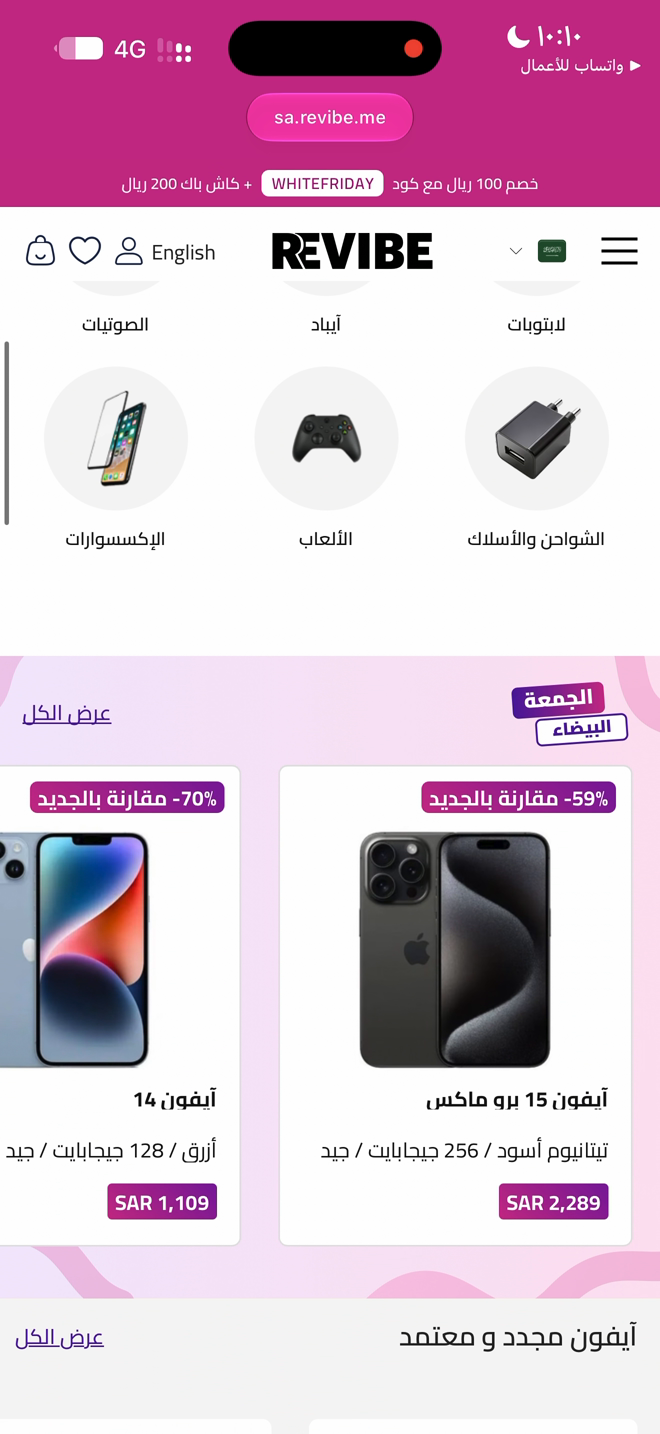 ١٠:١٠
4G
◀ واتساب للأعمال
sa.revibe.me
خصم 100 ريال مع كود WHITEFRIDAY + كاش باك 200 ريال
REVIBE
English
لابتوبات
آيباد
الصوتيات
الشواحن والأسلاك
الألعاب
الإكسسوارات
الجمعة
البيضاء
عرض الكل
59%- مقارنة بالجديد
آيفون 15 برو ماكس
تيتانيوم أسود / 256 جيجابايت / جيد
SAR 2,289
70%- مقارنة بالجديد
آيفون 14
أزرق / 128 جيجابايت / جيد
SAR 1,109
آيفون مجدد و معتمد
عرض الكل